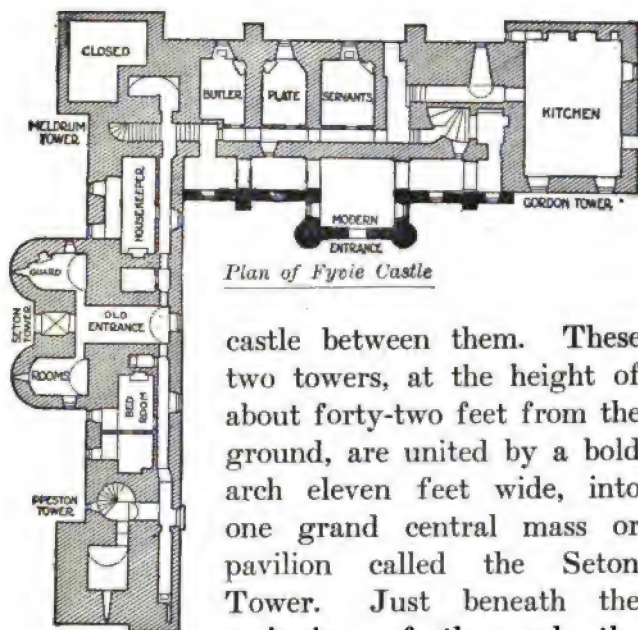 CLOSED
BUTLER
PLATE
SERVANTS
KITCHEN
MELDRUM
TOWER
HOUSEKEEPER
MODERN
ENTRANCE
GORDON TOWER
Plan of Fyvie Castle
GUARD
SETON
TOWER
OLD
ENTRANCE
ROOMS
BED
ROOM
PPESTON
TOWER
castle between them. These
two towers, at the height of
about forty-two feet from the
ground, are united by a bold
arch eleven feet wide, into
one grand central mass or
pavilion called the Seton
Tower. Just beneath the